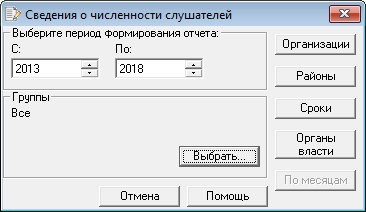 Сведения о численности слушателей
Выберите период формирования отчета:
С:
По:
2013
2018
Группы
Все
Выбрать...
Отмена
Помощь
Организации
Районы
Сроки
Органы
власти
По месяцам